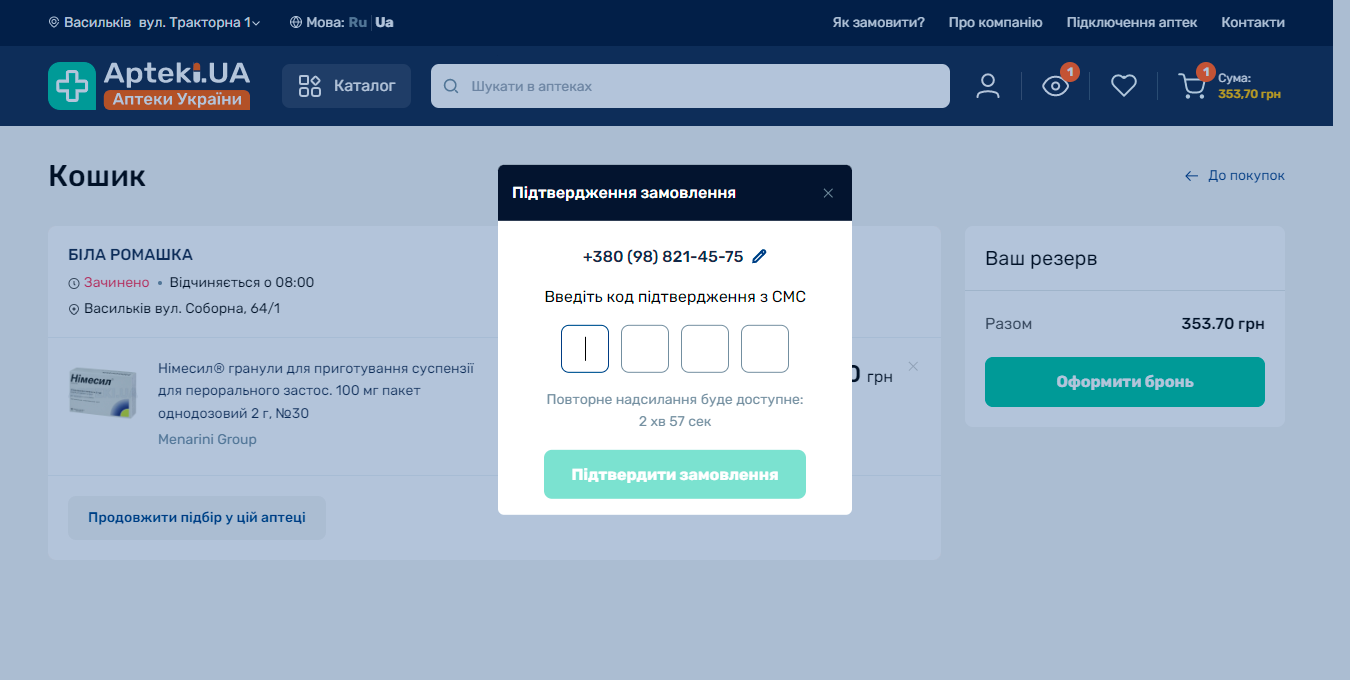 Васильків вул. Тракторна 1
Мова: Ru Ua
Як замовити?
Про компанію
Підключення аптек
Контакти
Apteki.UA
Аптеки України
Каталог
Шукати в аптеках
1
1
Сума:
353,70 грн
Кошик
До покупок
БІЛА РОМАШКА
Зачинено • Відчиняється о 08:00
Васильків вул. Соборна, 64/1
Німесил
Німесил® гранули для приготування суспензії
для перорального застос. 100 мг пакет
однодозовий 2 г, №30
Menarini Group
0 грн
Продовжити підбір у цій аптеці
Підтвердження замовлення
+380 (98) 821-45-75
Введіть код підтвердження з СМС
Повторне надсилання буде доступне:
2 хв 57 сек
Підтвердити замовлення
Ваш резерв
Разом 353.70 грн
Оформити бронь